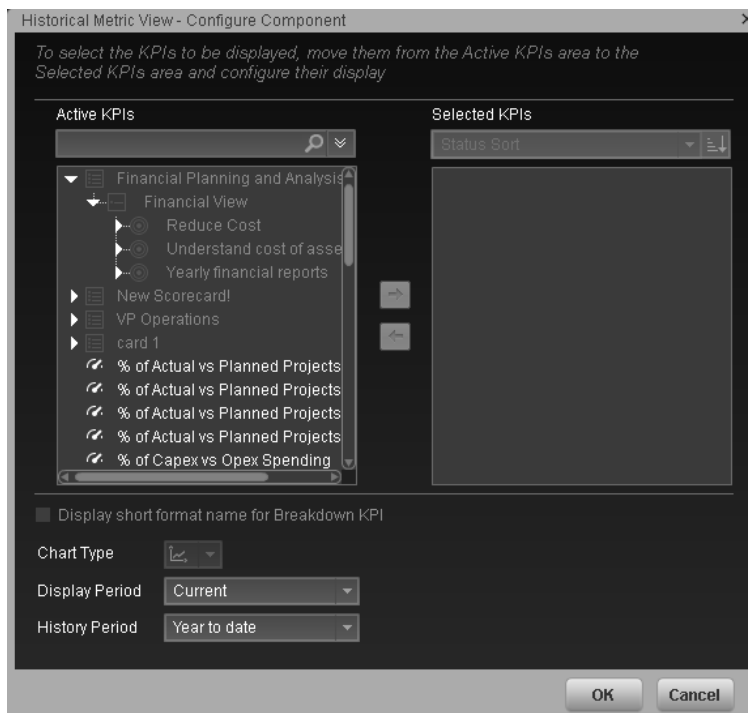 Historical Metric View - Configure Component
To select the KPIs to be displayed, move them from the Active KPIs area to the
Selected KPIs area and configure their display
Active KPIs
Selected KPIs
Status Sort
Financial Planning and Analysis
Financial View
Reduce Cost
Understand cost of asse
Yearly financial reports
New Scorecard!
VP Operations
card 1
% of Actual vs Planned Projects
% of Actual vs Planned Projects
% of Actual vs Planned Projects
% of Actual vs Planned Projects
% of Capex vs Opex Spending
Display short format name for Breakdown KPI
Chart Type
Display Period
Current
History Period
Year to date
OK
Cancel